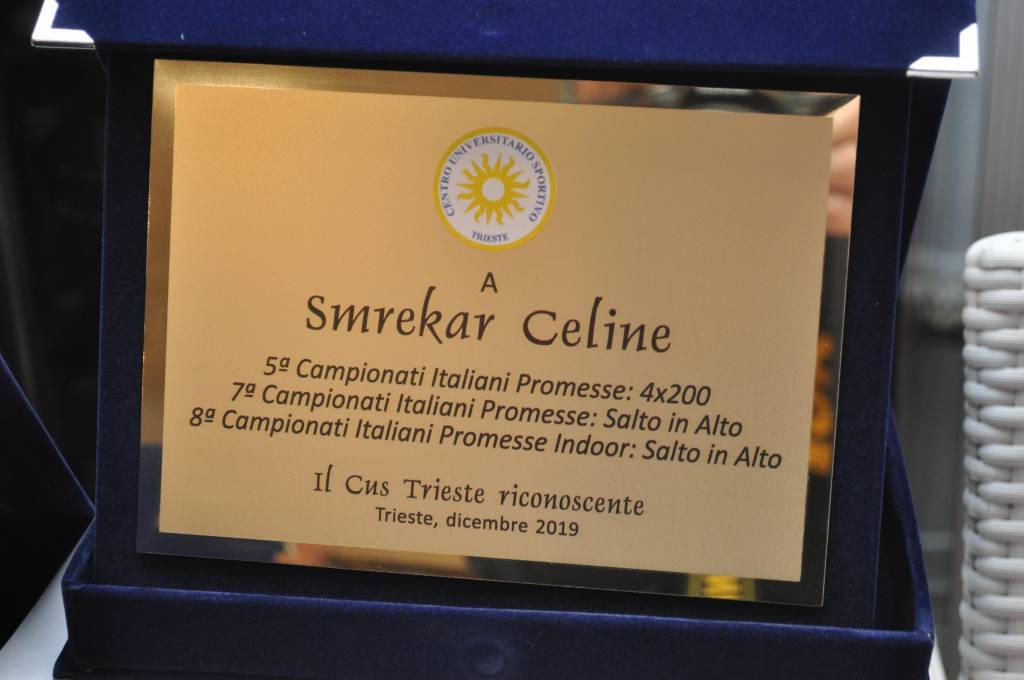 CENTRO UNIVERSITARIO SPORTIVO
TRIESTE
A
Smrekar Celine
5ª Campionati Italiani Promesse: 4x200
7ª Campionati Italiani Promesse: Salto in Alto
8ª Campionati Italiani Promesse Indoor: Salto in Alto
Il Cus Trieste riconoscente
Trieste, dicembre 2019